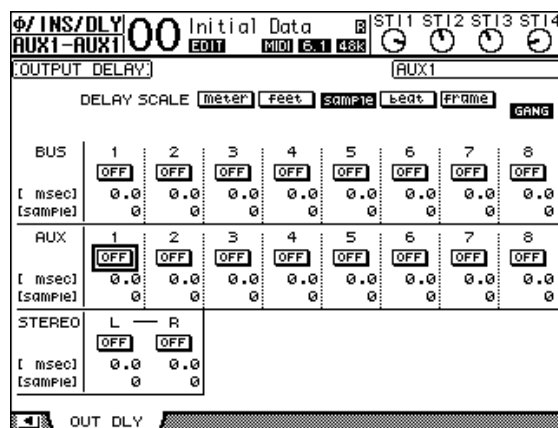 Φ/INS/DLY 00 Initial Data STI1 STI2 STI3 STI4
AUX1-AUX1 EDIT MIDI 6.1 48k
OUTPUT DELAY AUX1
DELAY SCALE meter feet sample beat frame
GANG
BUS 1 2 3 4 5 6 7 8
OFF OFF OFF OFF OFF OFF OFF OFF
[ msec] 0.0 0.0 0.0 0.0 0.0 0.0 0.0 0.0
[sample] 0 0 0 0 0 0 0 0
AUX 1 2 3 4 5 6 7 8
OFF OFF OFF OFF OFF OFF OFF OFF
[ msec] 0.0 0.0 0.0 0.0 0.0 0.0 0.0 0.0
[sample] 0 0 0 0 0 0 0 0
STEREO L — R
OFF OFF
[ msec] 0.0 0.0
[sample] 0 0
OUT DLY